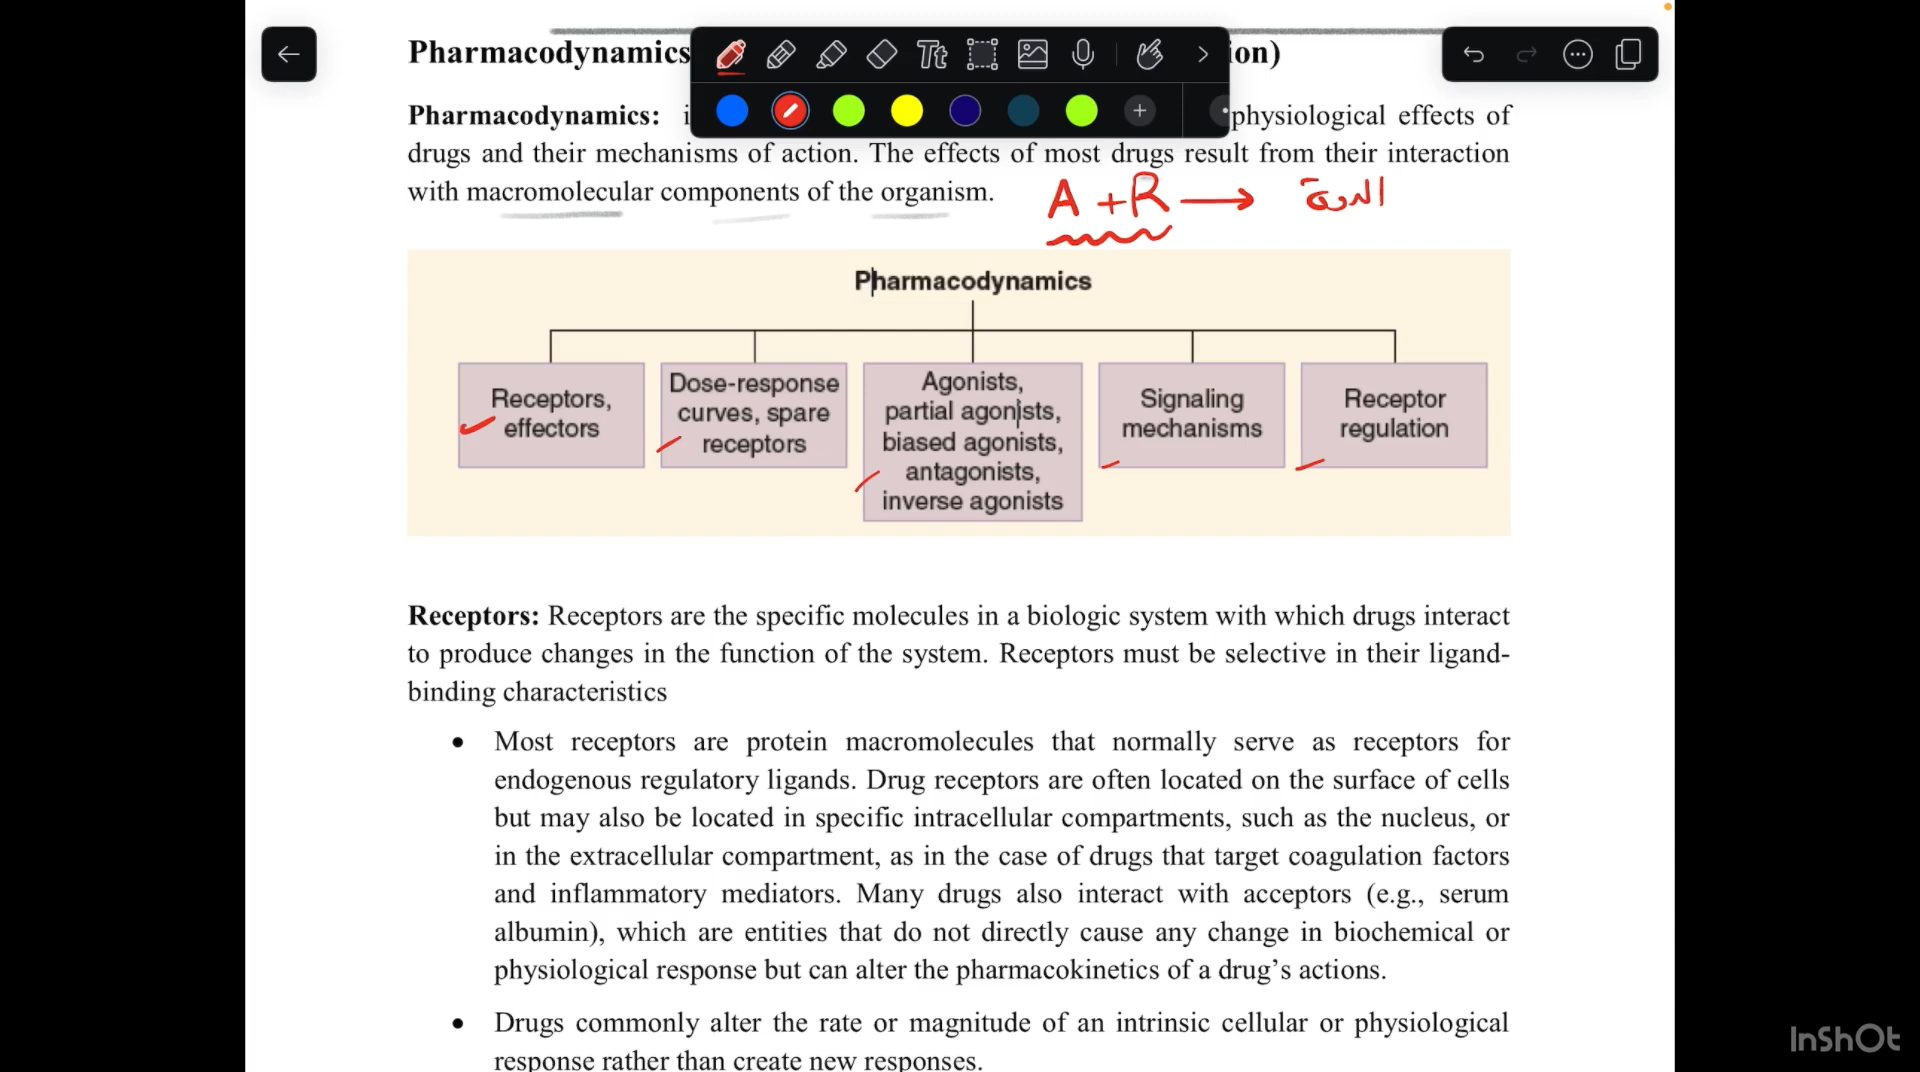 Pharmacodynamics ion)
Tt
Pharmacodynamics: i physiological effects of
drugs and their mechanisms of action. The effects of most drugs result from their interaction
with macromolecular components of the organism.
A + R →
Pharmacodynamics
Receptors,
effectors
Dose-response
curves, spare
receptors
Agonists,
partial agonists,
biased agonists,
antagonists,
inverse agonists
Signaling
mechanisms
Receptor
regulation
Receptors: Receptors are the specific molecules in a biologic system with which drugs interact
to produce changes in the function of the system. Receptors must be selective in their ligand-
binding characteristics
• Most receptors are protein macromolecules that normally serve as receptors for
endogenous regulatory ligands. Drug receptors are often located on the surface of cells
but may also be located in specific intracellular compartments, such as the nucleus, or
in the extracellular compartment, as in the case of drugs that target coagulation factors
and inflammatory mediators. Many drugs also interact with acceptors (e.g., serum
albumin), which are entities that do not directly cause any change in biochemical or
physiological response but can alter the pharmacokinetics of a drug’s actions.
• Drugs commonly alter the rate or magnitude of an intrinsic cellular or physiological
response rather than create new responses.
InShOt